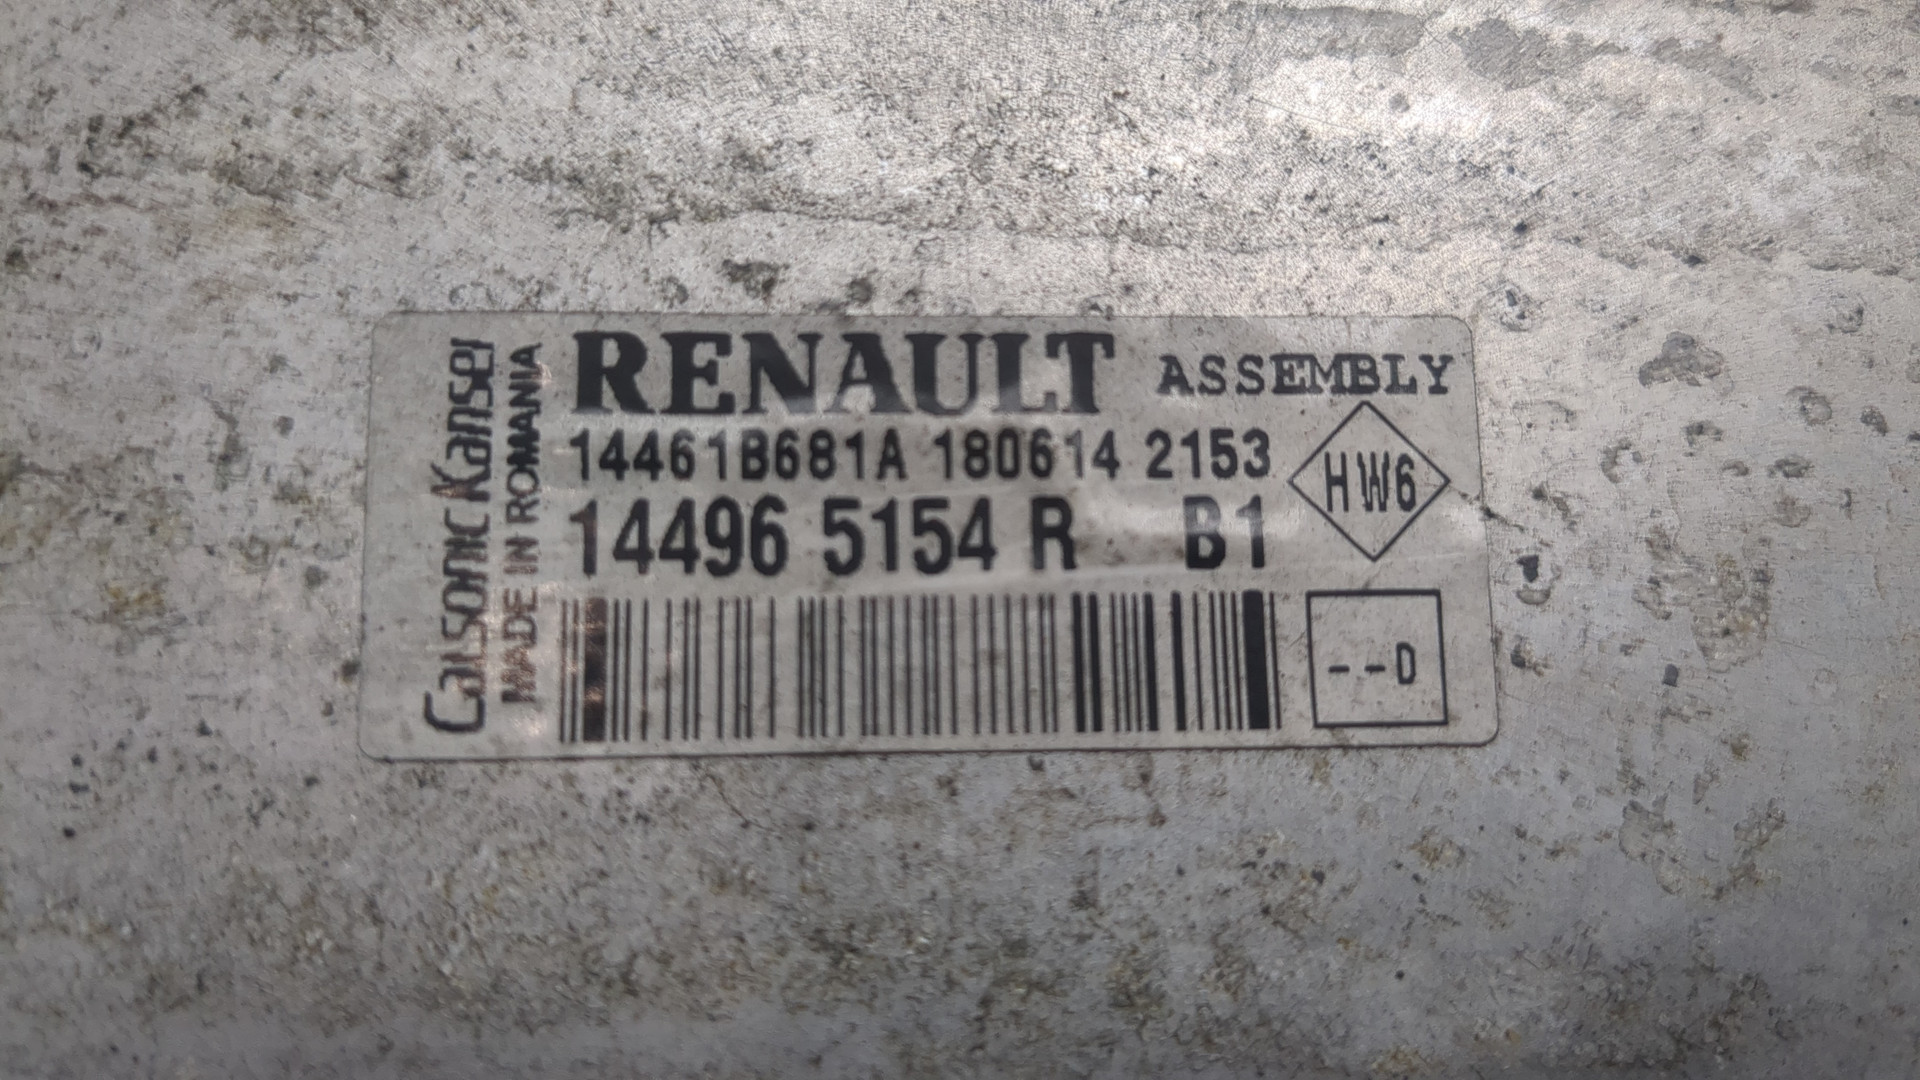 Calsonic Kansei
MADE IN ROMANIA
RENAULT ASSEMBLY
14461B681A 180614 2153
14496 5154 R B1
HW6
--D